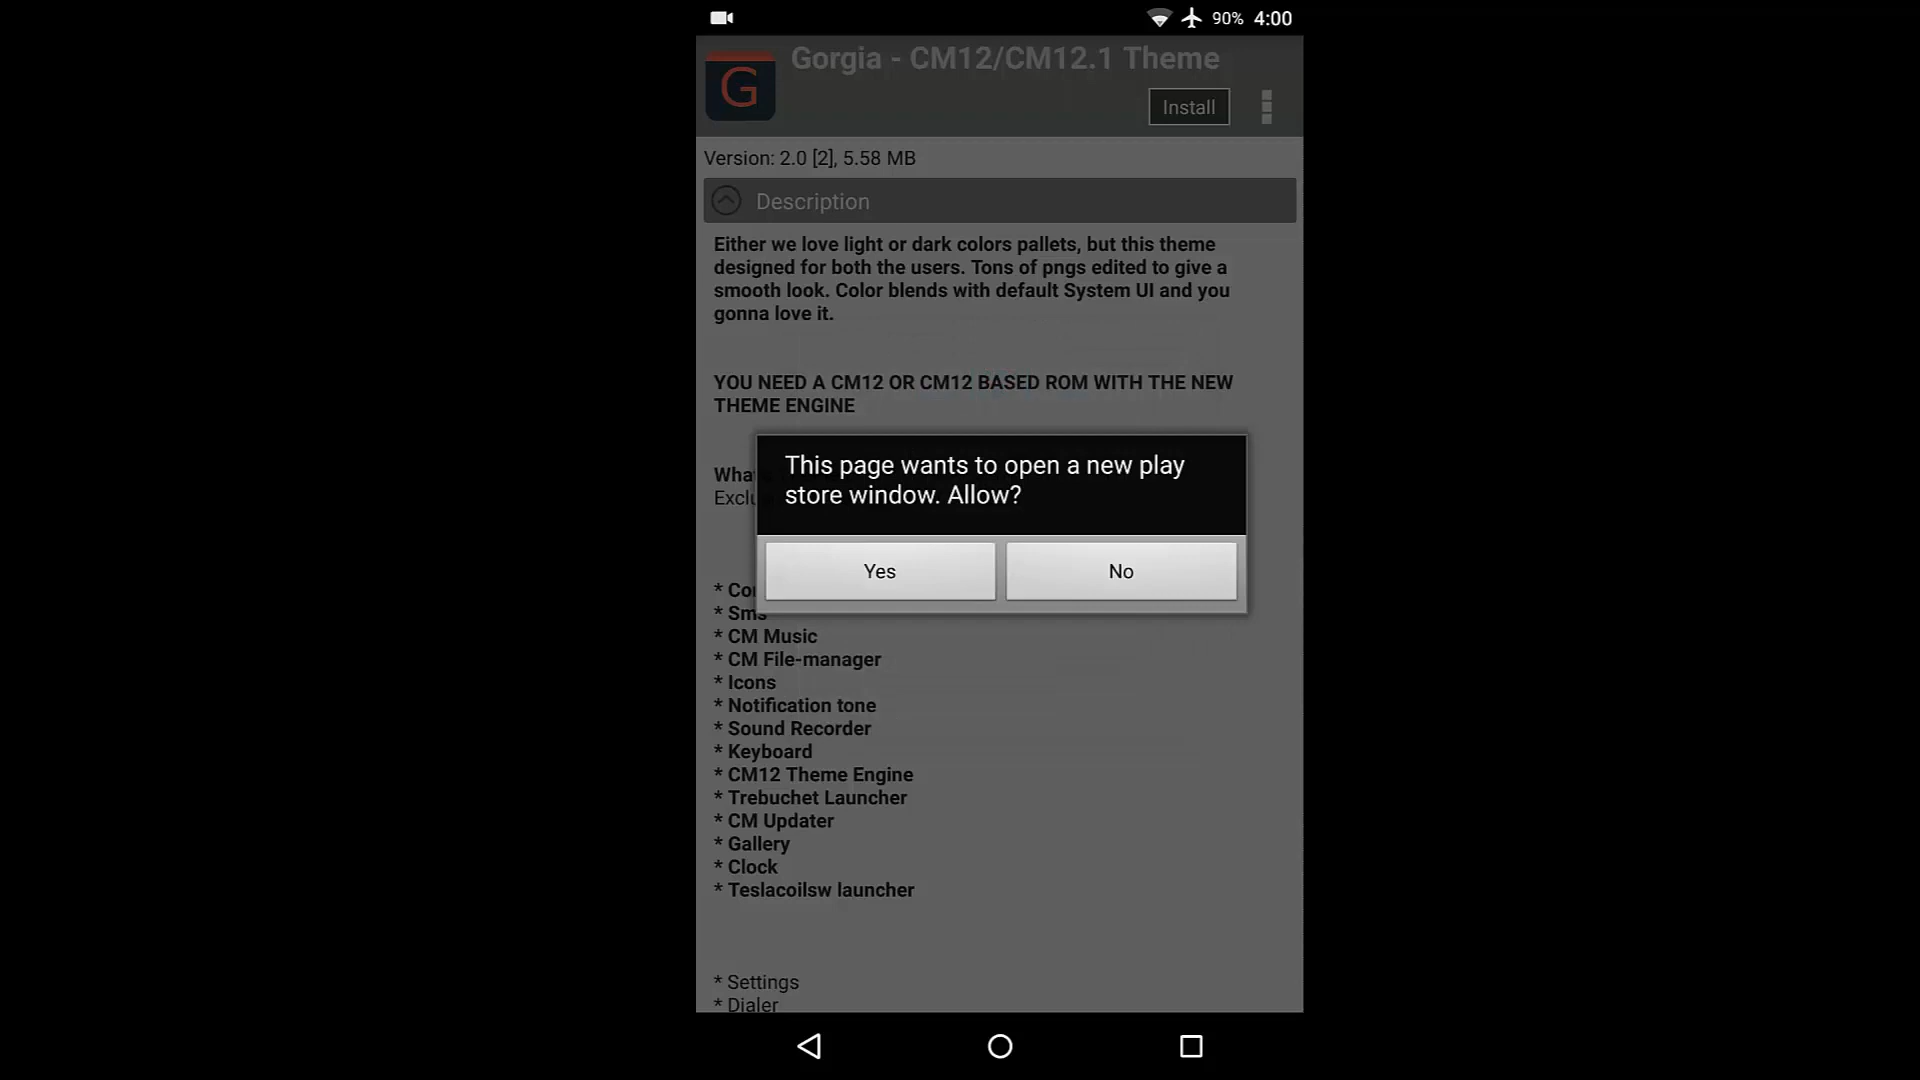 90% 4:00
Gorgia - CM12/CM12.1 Theme
G
Install
Version: 2.0 [2], 5.58 MB
Description
Either we love light or dark colors pallets, but this theme
designed for both the users. Tons of pngs edited to give a
smooth look. Color blends with default System UI and you
gonna love it.
YOU NEED A CM12 OR CM12 BASED ROM WITH THE NEW
THEME ENGINE
This page wants to open a new play
store window. Allow?
Yes No
* Sms
* CM Music
* CM File-manager
* Icons
* Notification tone
* Sound Recorder
* Keyboard
* CM12 Theme Engine
* Trebuchet Launcher
* CM Updater
* Gallery
* Clock
* Teslacoilsw launcher
* Settings
* Dialer